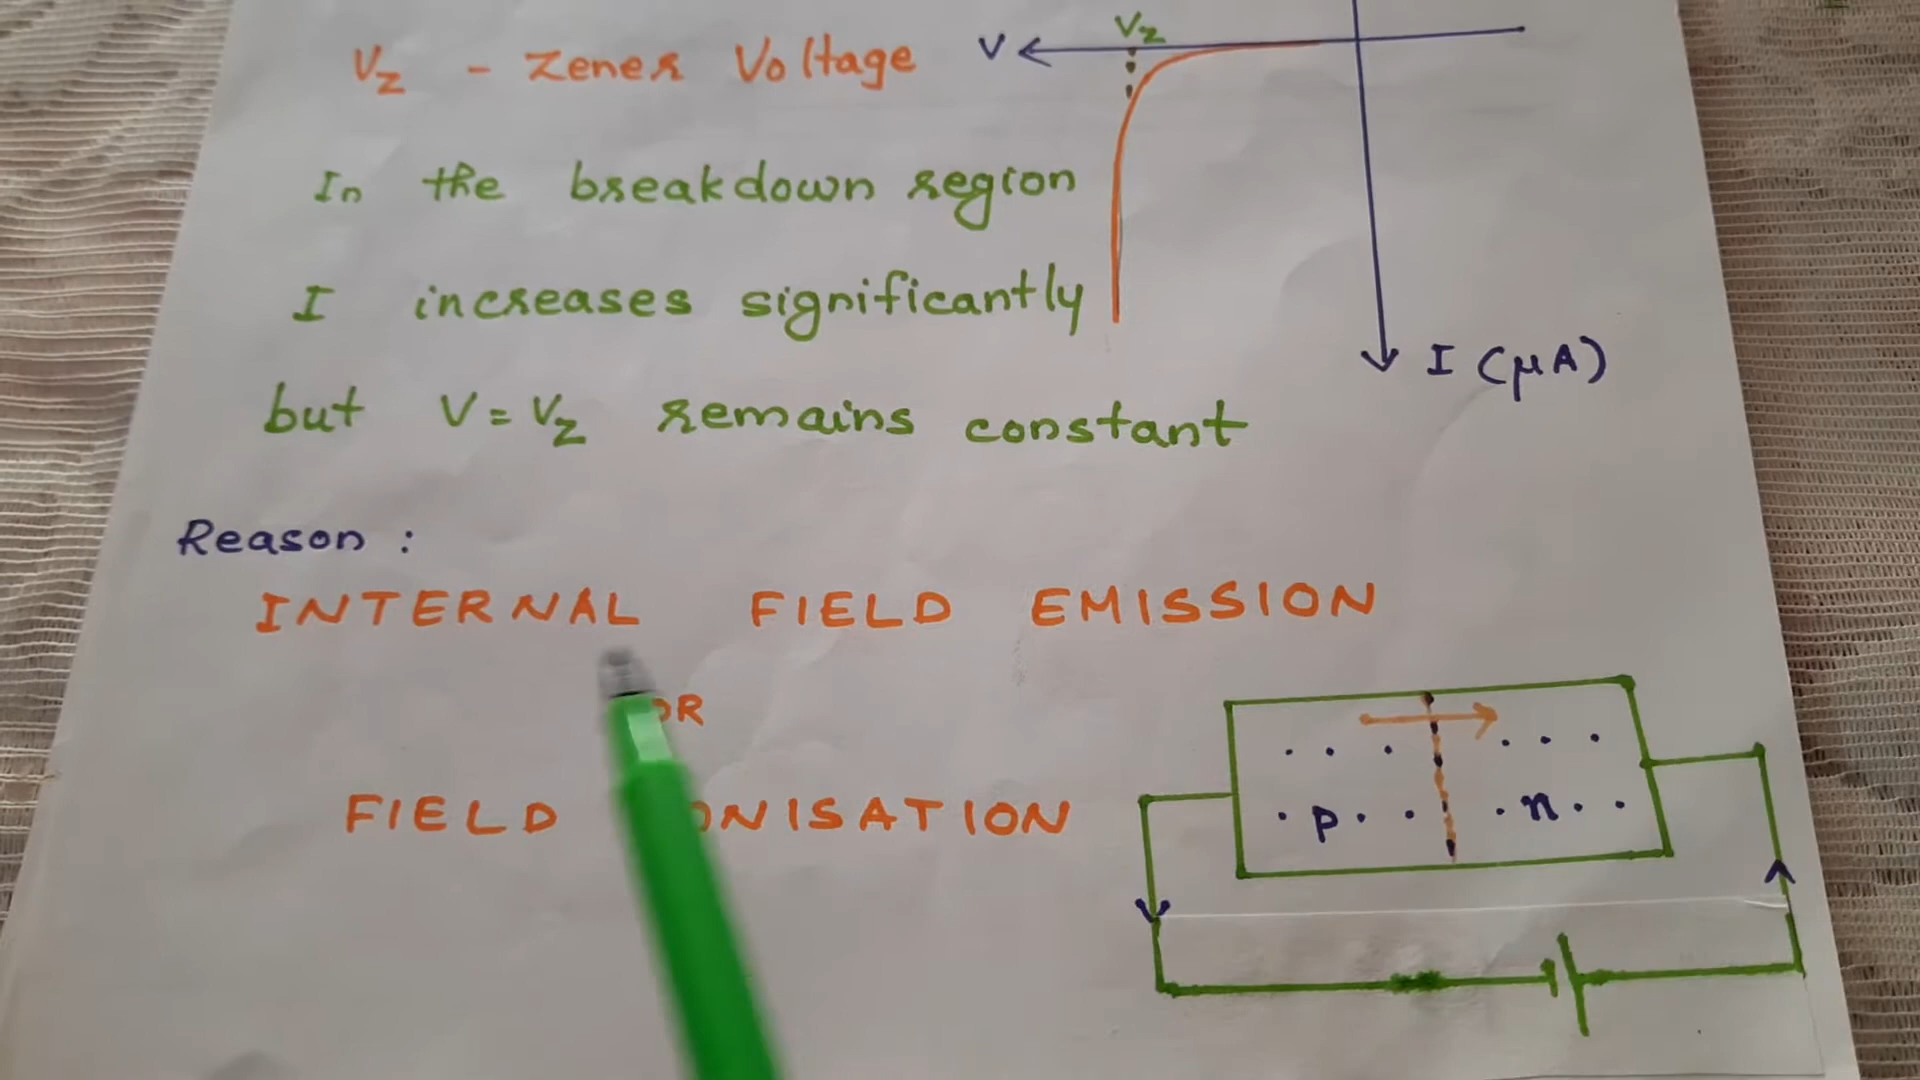 Vz - Zener Voltage
V
Vz
In the breakdown region
I increases significantly
I (μA)
but V = Vz remains constant
Reason :
INTERNAL FIELD EMISSION
OR
FIELD
p
n